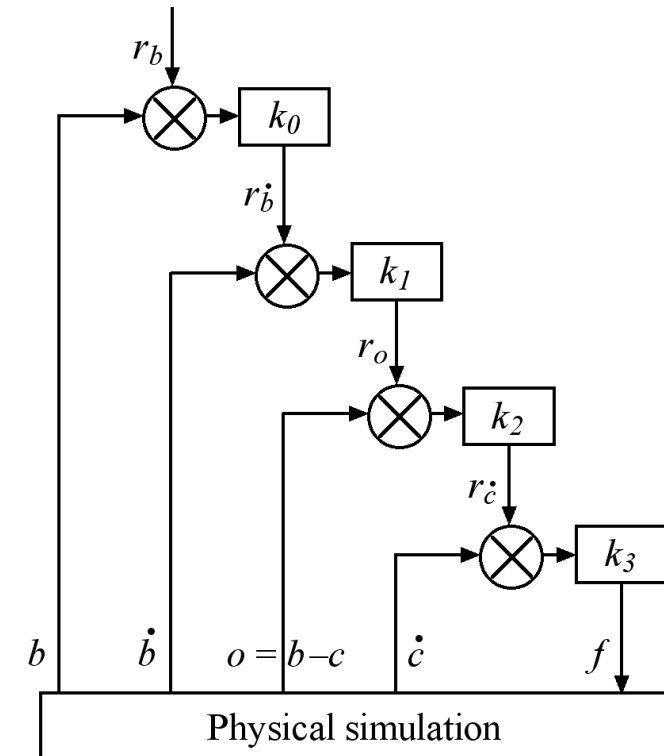 r_b
k_0
r_ḃ
k_1
r_o
k_2
r_ċ
k_3
b ḃ o = b–c ċ f
Physical simulation